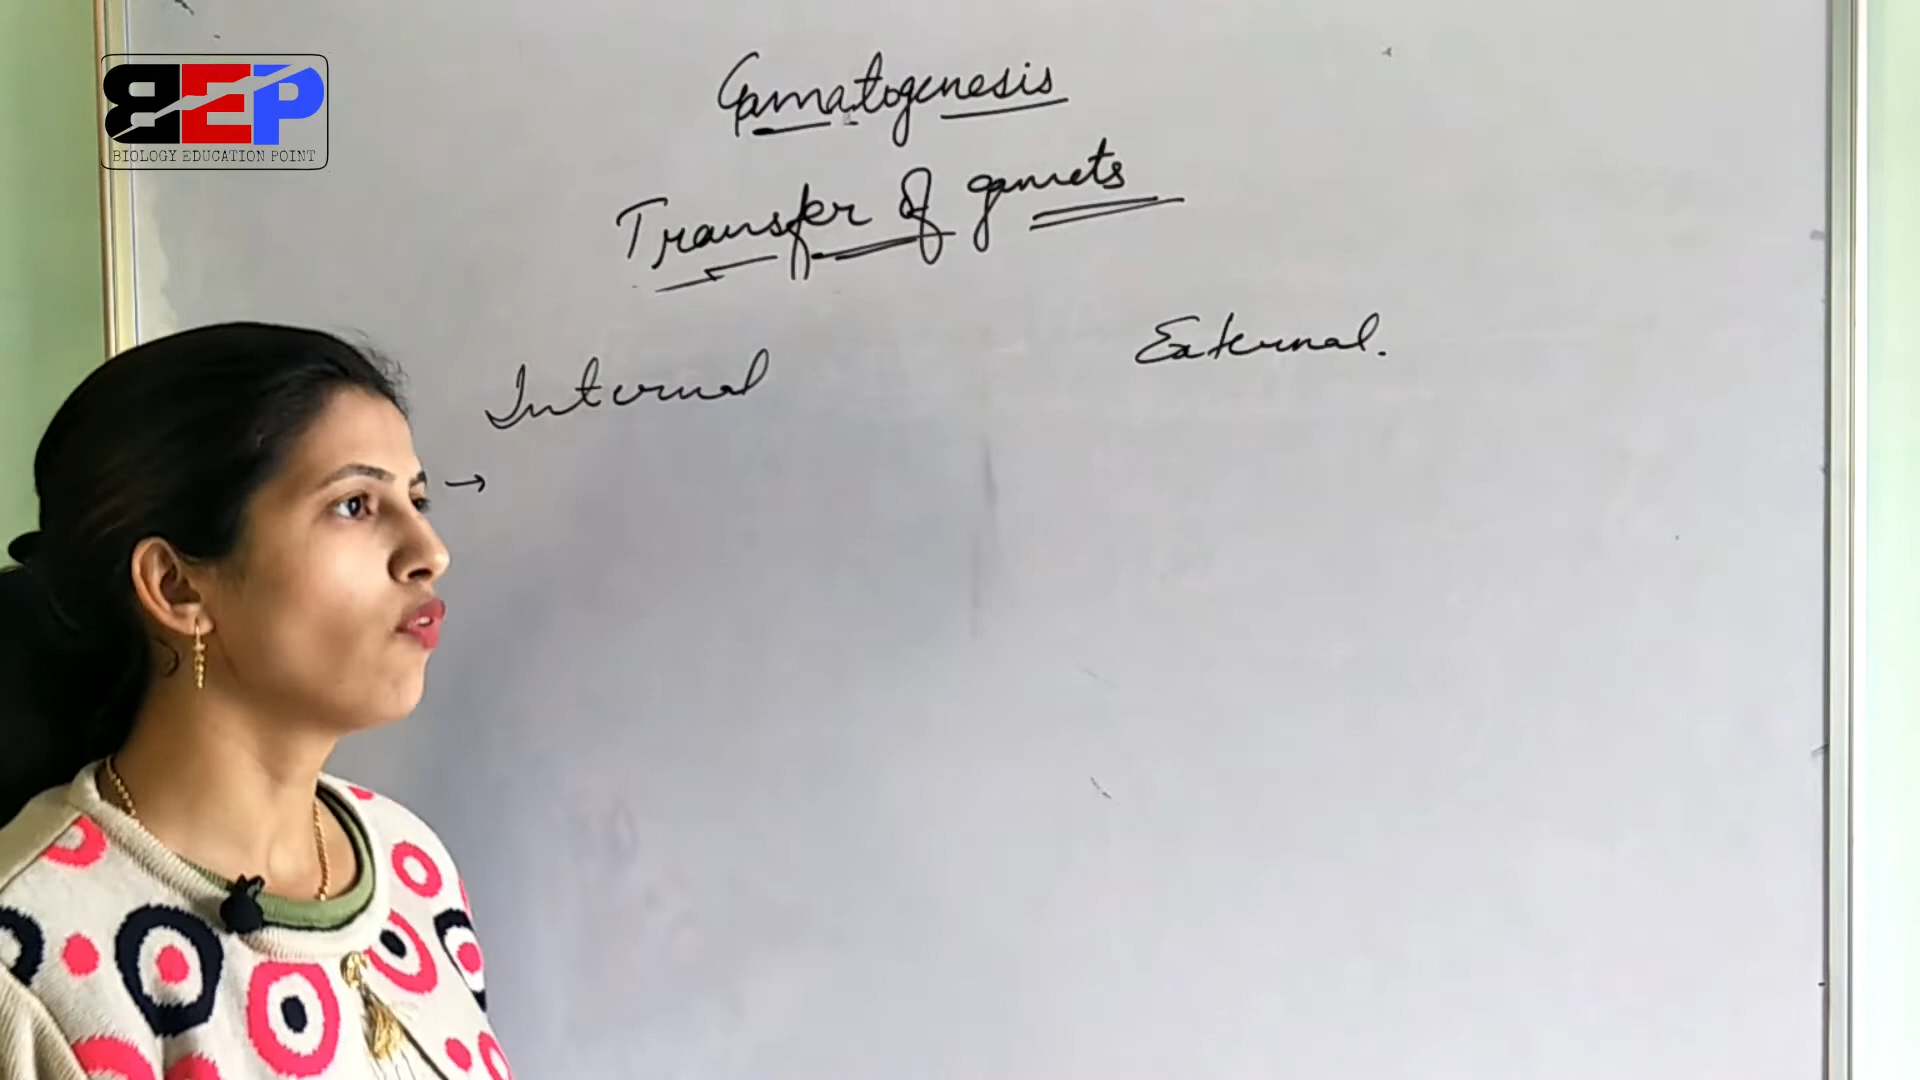 BEP
BIOLOGY EDUCATION POINT
Gamatogenesis
Transfer of gamets
Internal
External.
→